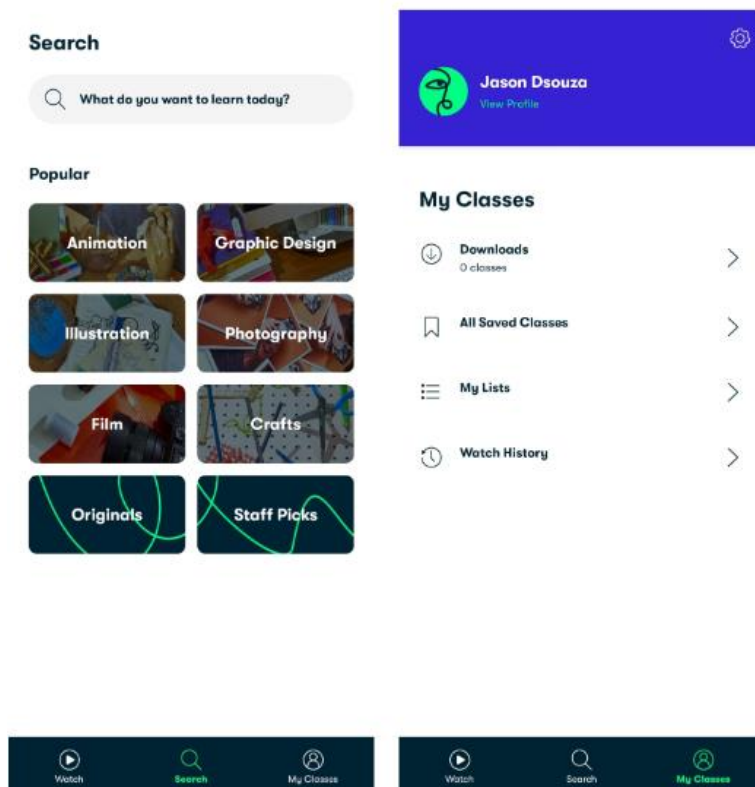 Search
What do you want to learn today?
Popular
Animation
Graphic Design
Illustration
Photography
Film
Crafts
Originals
Staff Picks
Watch
Search
My Classes
Jason Dsouza
View Profile
My Classes
Downloads
0 classes
All Saved Classes
My Lists
Watch History
Watch
Search
My Classes